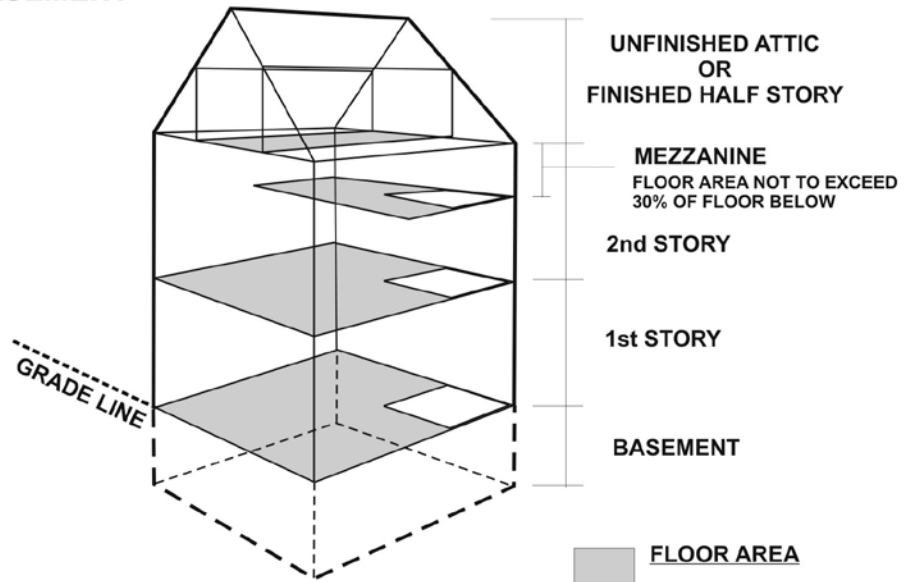 UNFINISHED ATTIC
OR
FINISHED HALF STORY
MEZZANINE
FLOOR AREA NOT TO EXCEED
30% OF FLOOR BELOW
2nd STORY
1st STORY
GRADE LINE
BASEMENT
FLOOR AREA